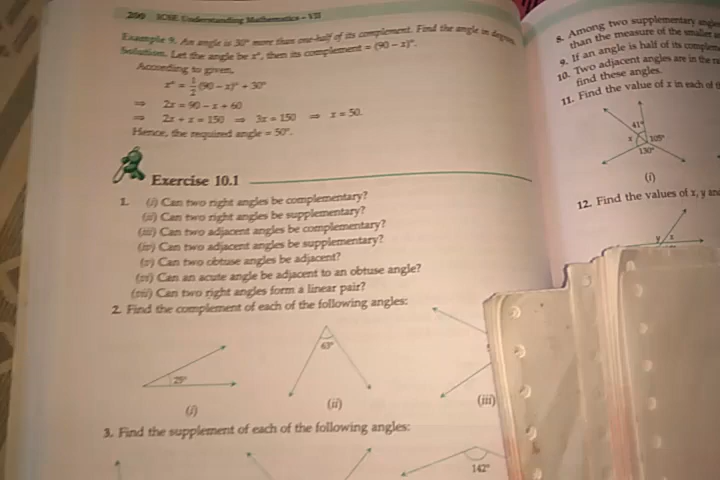 200 ICSE Understanding Mathematics – VII
Example 9. An angle is 30° more than one-half of its complement. Find the angle in degrees.
Solution. Let the angle be x°, then its complement = (90 – x)°.
According to given,
x° = 1/2 (90 – x)° + 30°
⇒ 2x = 90 – x + 60
⇒ 2x + x = 150 ⇒ 3x = 150 ⇒ x = 50.
Hence, the required angle = 50°.
Exercise 10.1
1. (i) Can two right angles be complementary?
(ii) Can two right angles be supplementary?
(iii) Can two adjacent angles be complementary?
(iv) Can two adjacent angles be supplementary?
(v) Can two obtuse angles be adjacent?
(vi) Can an acute angle be adjacent to an obtuse angle?
(vii) Can two right angles form a linear pair?
2. Find the complement of each of the following angles:
25°
63°
(i) (ii) (iii)
3. Find the supplement of each of the following angles:
142°
8. Among two supplementary
than the measure of the smaller
9. If an angle is half of its
10. Two adjacent angles are in the
find these angles.
11. Find the value of x in each of
41°
x 105°
130°
(i)
12. Find the values of x, y
y x